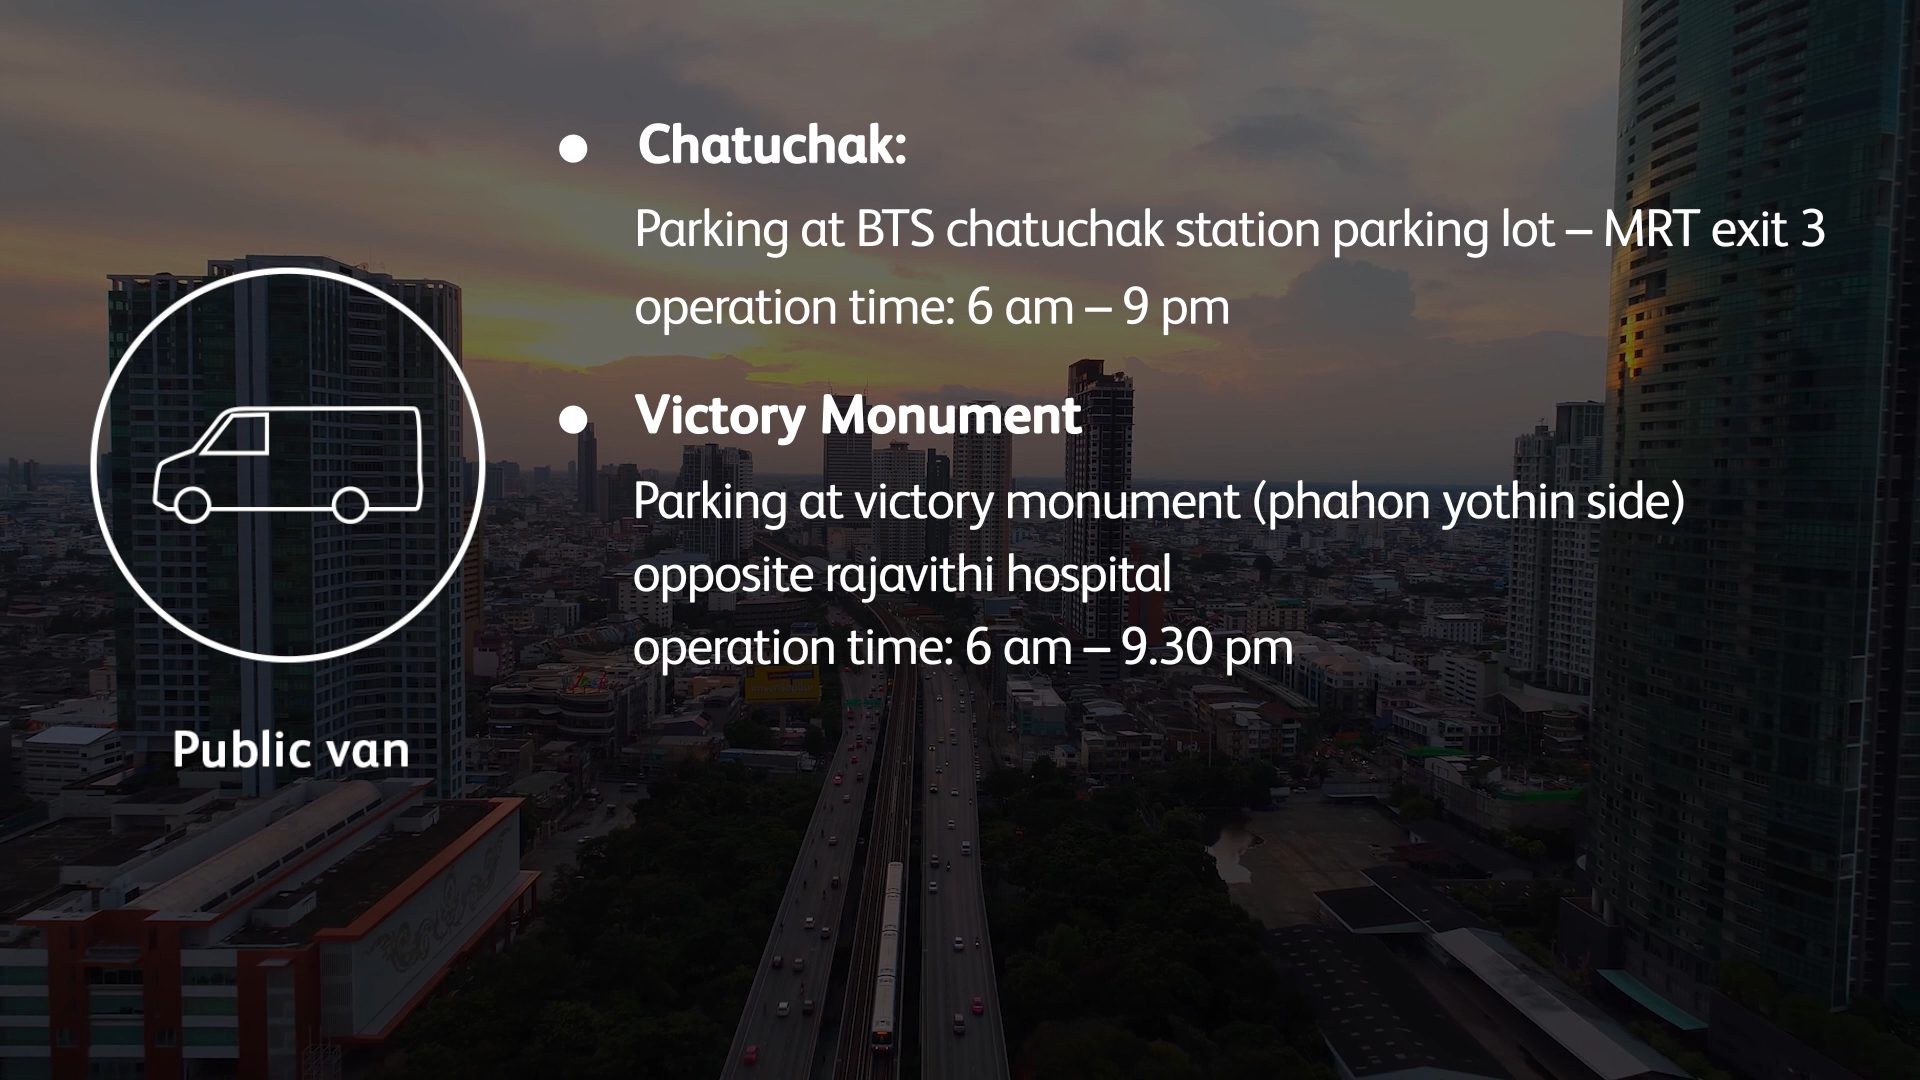 Chatuchak:
Parking at BTS chatuchak station parking lot – MRT exit 3
operation time: 6 am – 9 pm
Victory Monument
Parking at victory monument (phahon yothin side)
opposite rajavithi hospital
operation time: 6 am – 9.30 pm
Public van